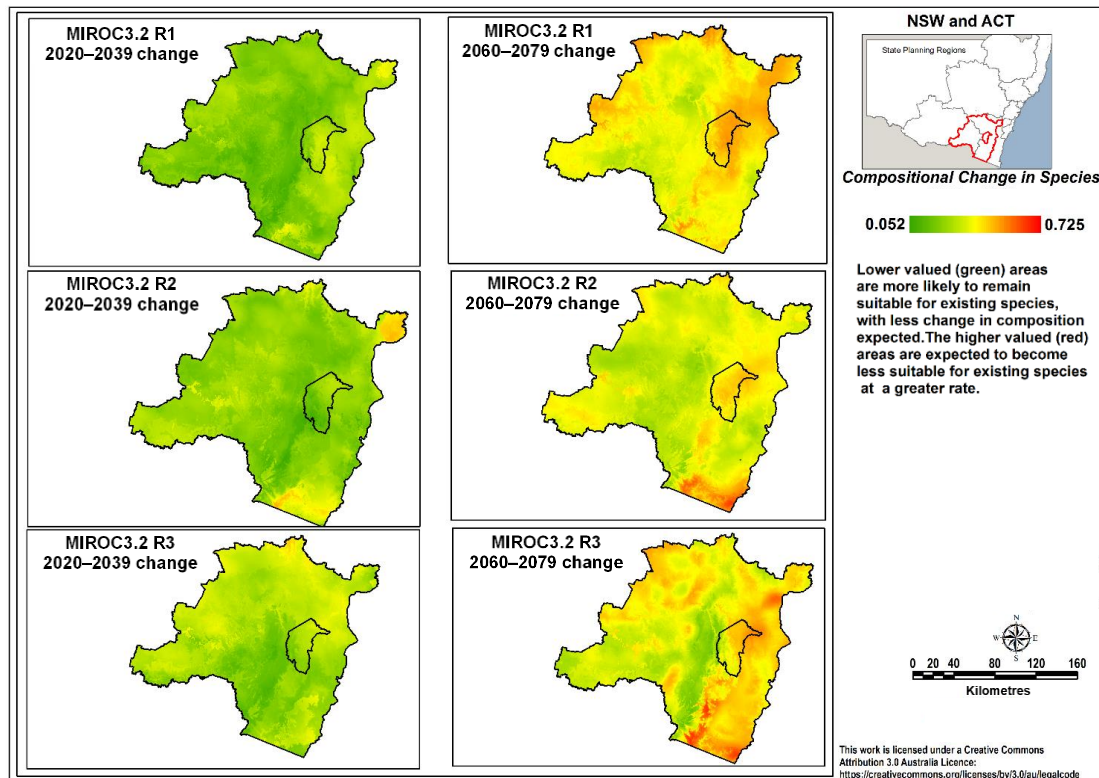 MIROC3.2 R1
2020–2039 change
MIROC3.2 R1
2060–2079 change
MIROC3.2 R2
2020–2039 change
MIROC3.2 R2
2060–2079 change
MIROC3.2 R3
2020–2039 change
MIROC3.2 R3
2060–2079 change
NSW and ACT
State Planning Regions
Compositional Change in Species
0.052 0.725
Lower valued (green) areas
are more likely to remain
suitable for existing species,
with less change in composition
expected.The higher valued (red)
areas are expected to become
less suitable for existing species
at a greater rate.
N
W E
S
0 20 40 80 120 160
Kilometres
This work is licensed under a Creative Commons
Attribution 3.0 Australia Licence:
https://creativecommons.org/licenses/by/3.0/au/legalcode